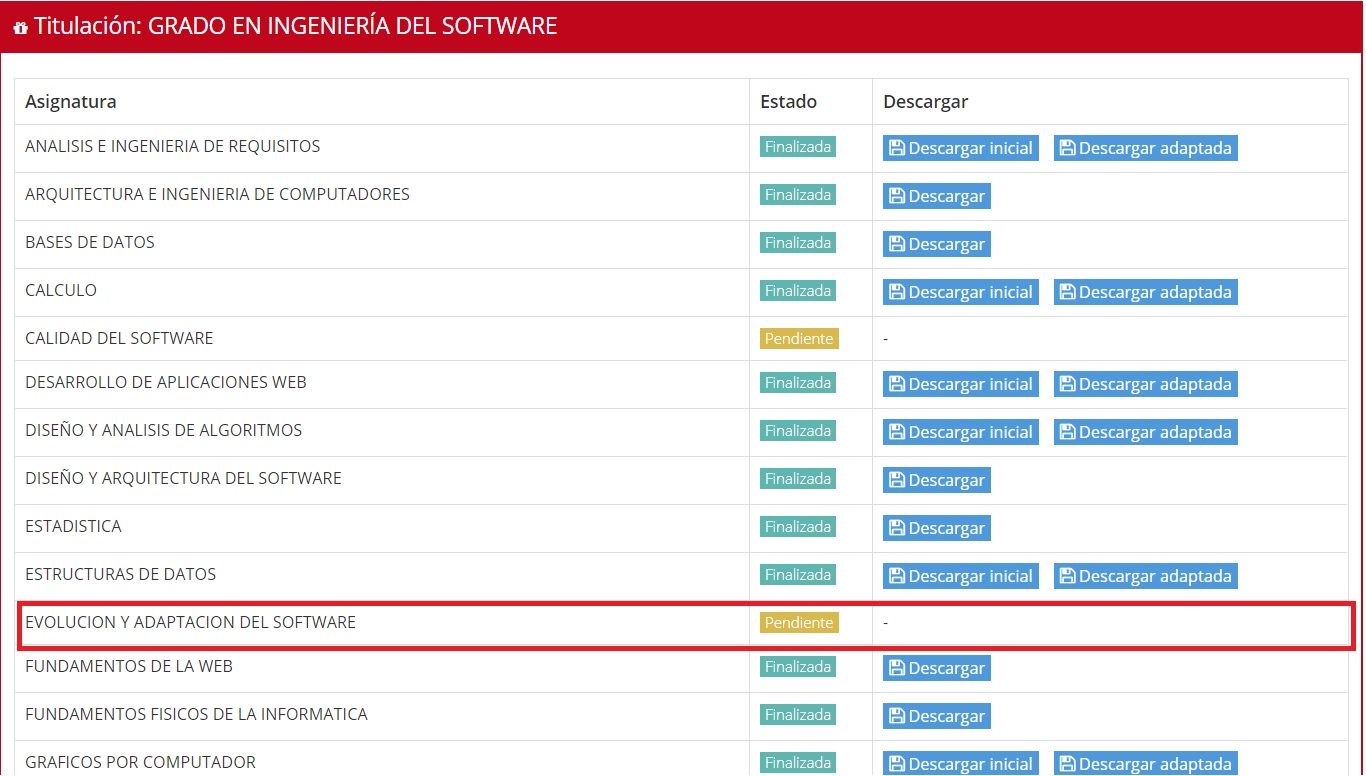 Titulación: GRADO EN INGENIERÍA DEL SOFTWARE
Asignatura Estado Descargar
ANALISIS E INGENIERIA DE REQUISITOS Finalizada Descargar inicial Descargar adaptada
ARQUITECTURA E INGENIERIA DE COMPUTADORES Finalizada Descargar
BASES DE DATOS Finalizada Descargar
CALCULO Finalizada Descargar inicial Descargar adaptada
CALIDAD DEL SOFTWARE Pendiente -
DESARROLLO DE APLICACIONES WEB Finalizada Descargar inicial Descargar adaptada
DISEÑO Y ANALISIS DE ALGORITMOS Finalizada Descargar inicial Descargar adaptada
DISEÑO Y ARQUITECTURA DEL SOFTWARE Finalizada Descargar
ESTADISTICA Finalizada Descargar
ESTRUCTURAS DE DATOS Finalizada Descargar inicial Descargar adaptada
EVOLUCION Y ADAPTACION DEL SOFTWARE Pendiente -
FUNDAMENTOS DE LA WEB Finalizada Descargar
FUNDAMENTOS FISICOS DE LA INFORMATICA Finalizada Descargar
GRAFICOS POR COMPUTADOR Finalizada Descargar inicial Descargar adaptada